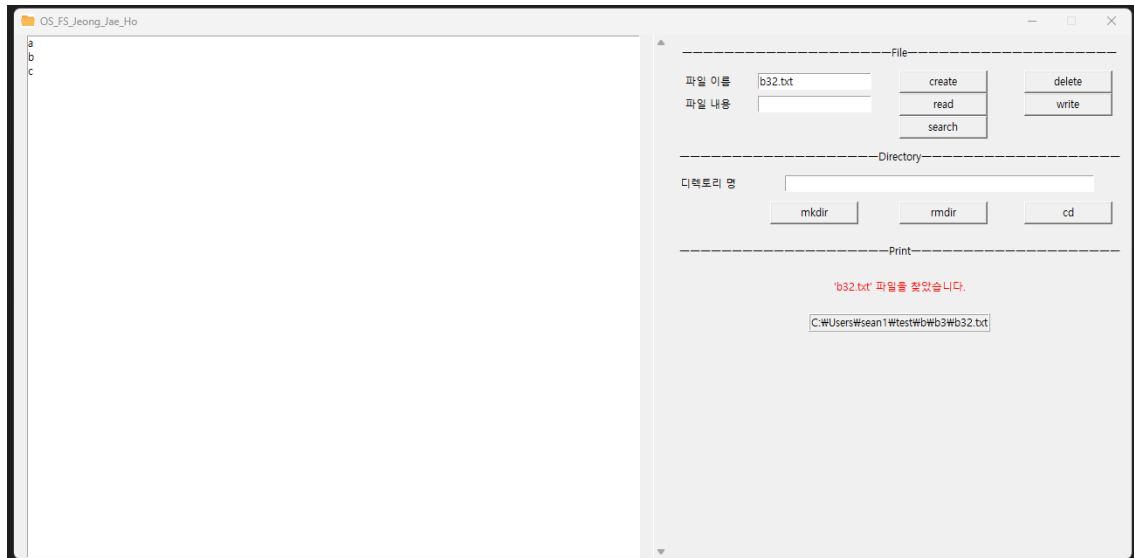 OS_FS_Jeong_Jae_Ho
a
b
c
————————————————————File————————————————————
파일 이름 b32.txt create delete
파일 내용 read write
search
———————————————————Directory———————————————————
디렉토리 명
mkdir rmdir cd
————————————————————Print————————————————————
'b32.txt' 파일을 찾았습니다.
C:₩Users₩sean1₩test₩b₩b3₩b32.txt